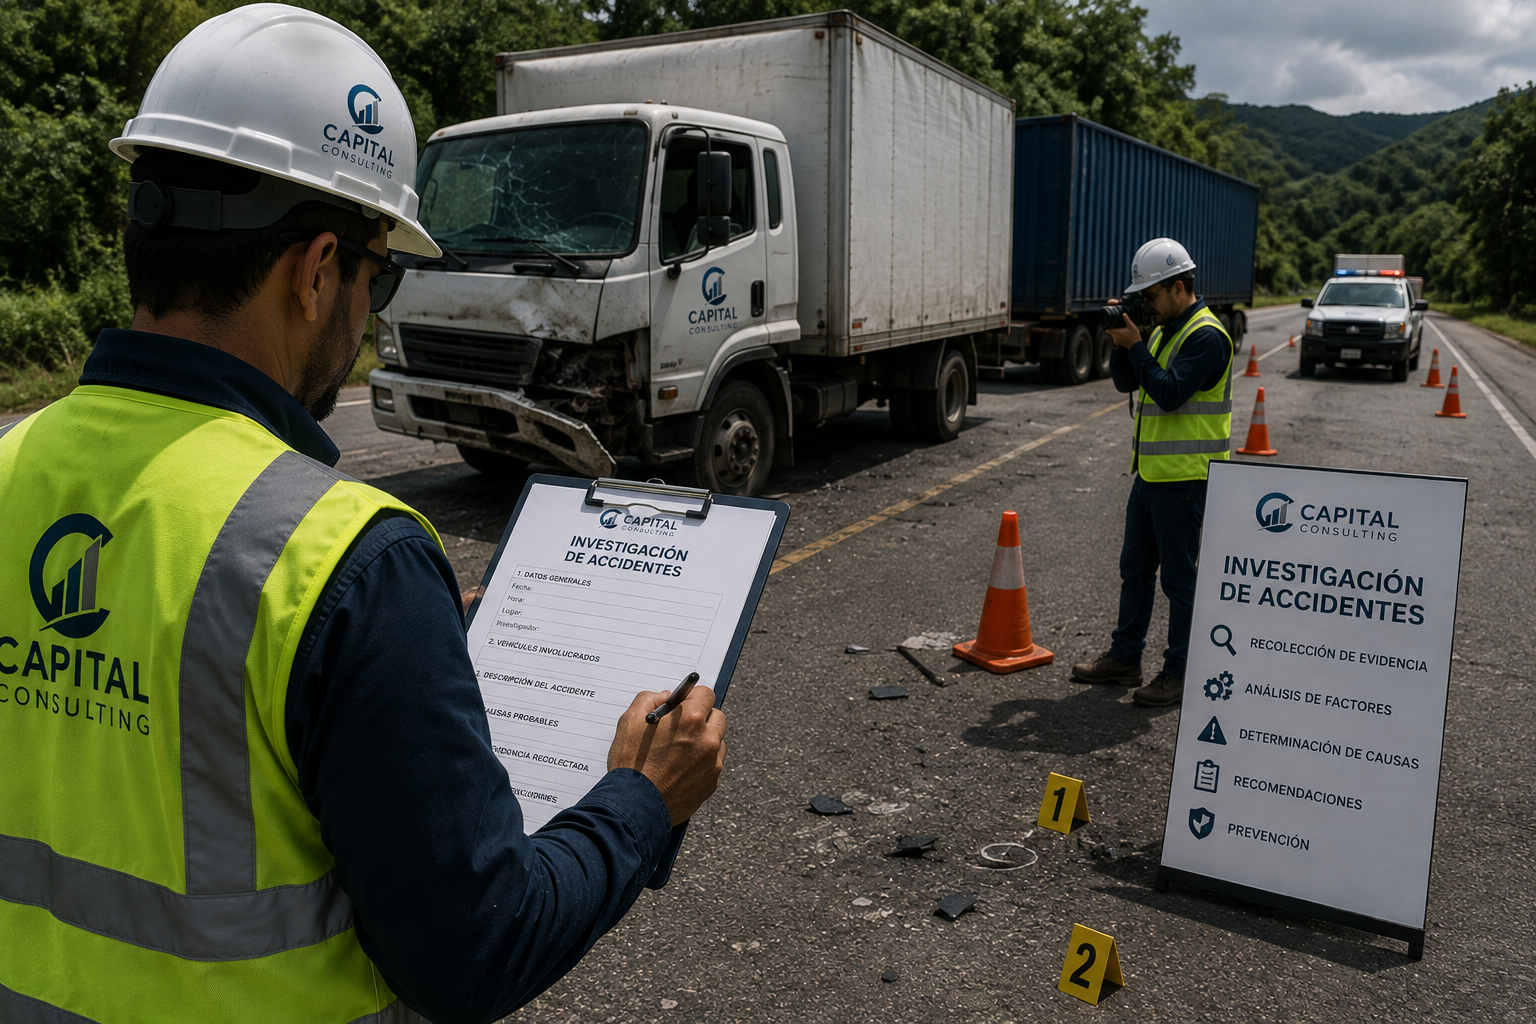 CAPITAL
CONSULTING
CAPITAL
CONSULTING
CAPITAL
CONSULTING
CAPITAL
CONSULTING
INVESTIGACIÓN
DE ACCIDENTES
1. DATOS GENERALES
Fecha:
Hora:
Lugar:
Investigador:
2. VEHÍCULOS INVOLUCRADOS
DESCRIPCIÓN DEL ACCIDENTE
CAUSAS PROBABLES
EVIDENCIA RECOLECTADA
CAPITAL
CONSULTING
INVESTIGACIÓN
DE ACCIDENTES
RECOLECCIÓN DE EVIDENCIA
ANÁLISIS DE FACTORES
DETERMINACIÓN DE CAUSAS
RECOMENDACIONES
PREVENCIÓN
1
2